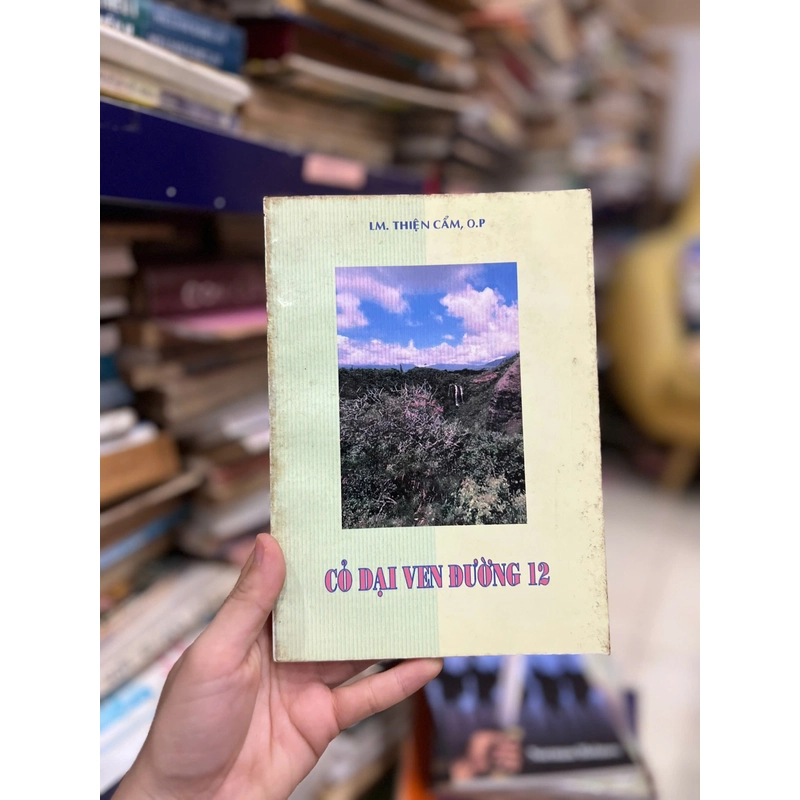 LM. THIỆN CẨM, O.P
CỎ DẠI VEN ĐƯỜNG 12